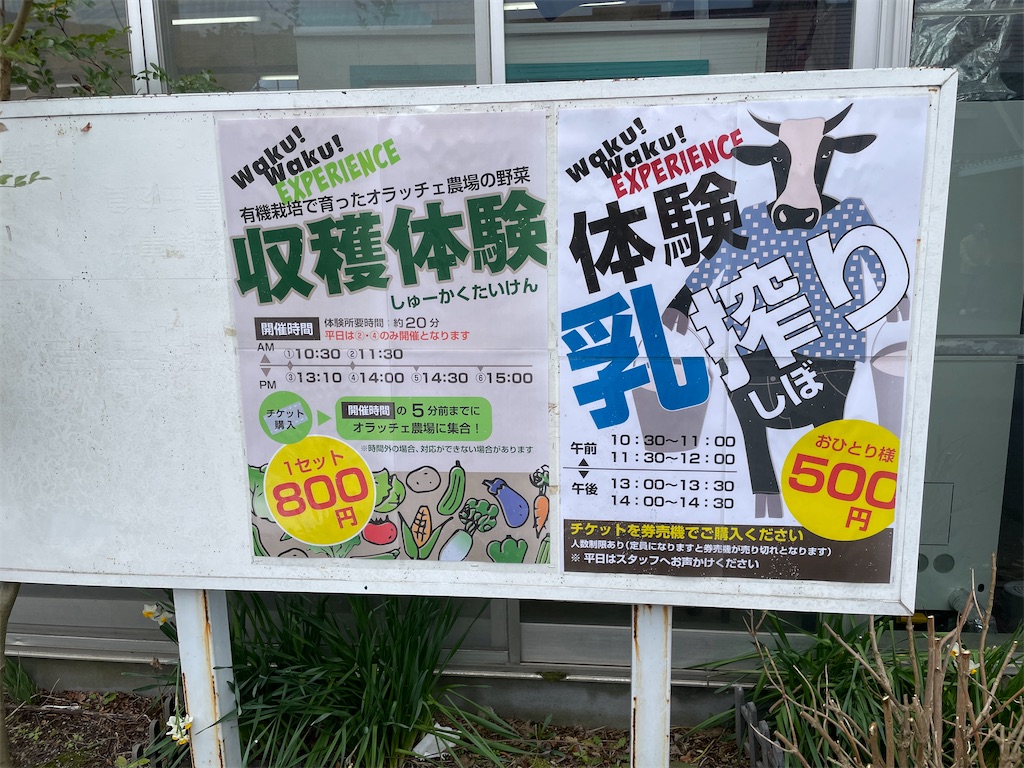 waku!
waku!
EXPERIENCE
有機栽培で育ったオラッチェ農場の野菜
収穫体験
しゅーかくたいけん
開催時間 体験所要時間：約20分
平日は②・④のみ開催となります
AM ①10:30 ②11:30
PM ③13:10 ④14:00 ⑤14:30 ⑥15:00
チケット
購入
開催時間の5分前までに
オラッチェ農場に集合！
※時間外の場合、対応ができない場合があります
1セット
800
円
waku!
waku!
EXPERIENCE
体験
乳搾り
しぼ
午前 10：30〜11：00
11：30〜12：00
午後 13：00〜13：30
14：00〜14：30
おひとり様
500
円
チケットを券売機でご購入ください
人数制限あり（定員になりますと券売機が売り切れとなります）
※ 平日はスタッフへお声かけください